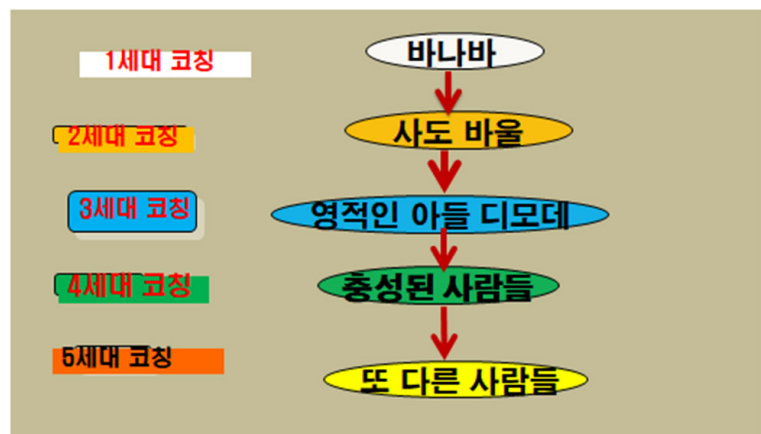 1세대 코칭
바나바
2세대 코칭
사도 바울
3세대 코칭
영적인 아들 디모데
4세대 코칭
충성된 사람들
5세대 코칭
또 다른 사람들